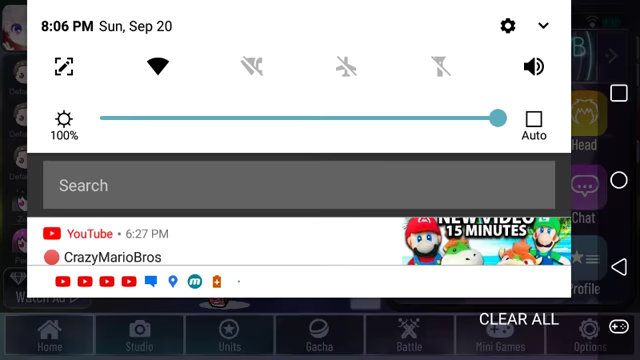 8:06 PM Sun, Sep 20
100%
Auto
Search
YouTube • 6:27 PM
NEW VIDEO
15 MINUTES
CrazyMarioBros
Head
Chat
Profile
Watch Ad
CLEAR ALL
Home
Studio
Units
Gacha
Battle
Mini Games
Options